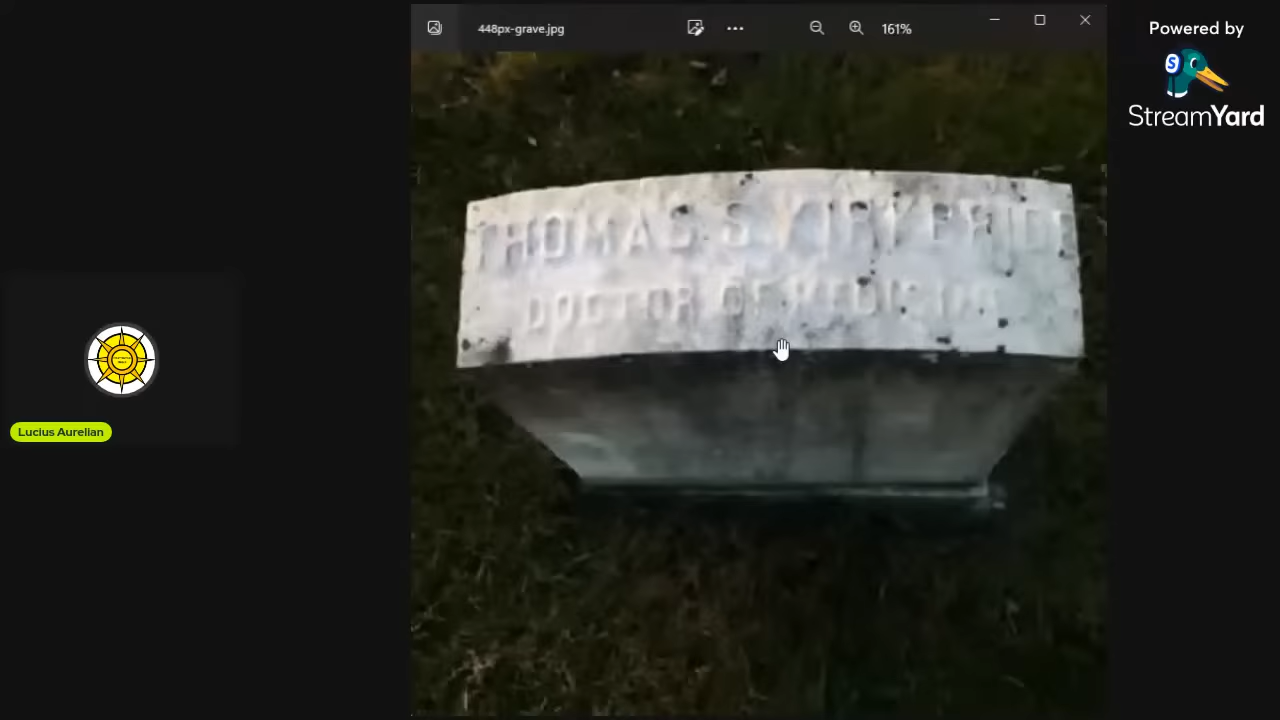 448px-grave.jpg
161%
Powered by
S
StreamYard
THOMAS S. KIRKBRIDE
DOCTOR OF MEDICINE
Lucius Aurelian